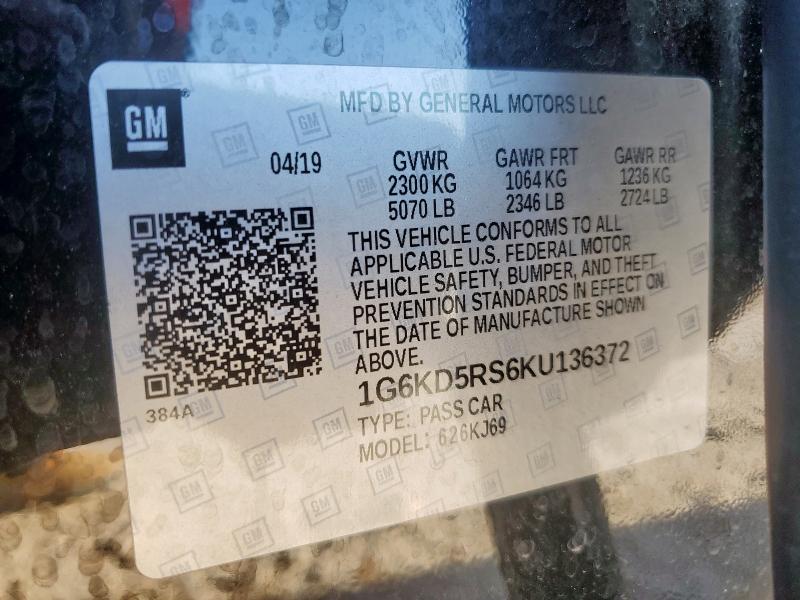 GM
MFD BY GENERAL MOTORS LLC
04/19
GVWR GAWR FRT GAWR RR
2300 KG 1064 KG 1236 KG
5070 LB 2346 LB 2724 LB
THIS VEHICLE CONFORMS TO ALL
APPLICABLE U.S. FEDERAL MOTOR
VEHICLE SAFETY, BUMPER, AND THEFT
PREVENTION STANDARDS IN EFFECT ON
THE DATE OF MANUFACTURE SHOWN
ABOVE.
1G6KD5RS6KU136372
384A
TYPE: PASS CAR
MODEL: 626KJ69